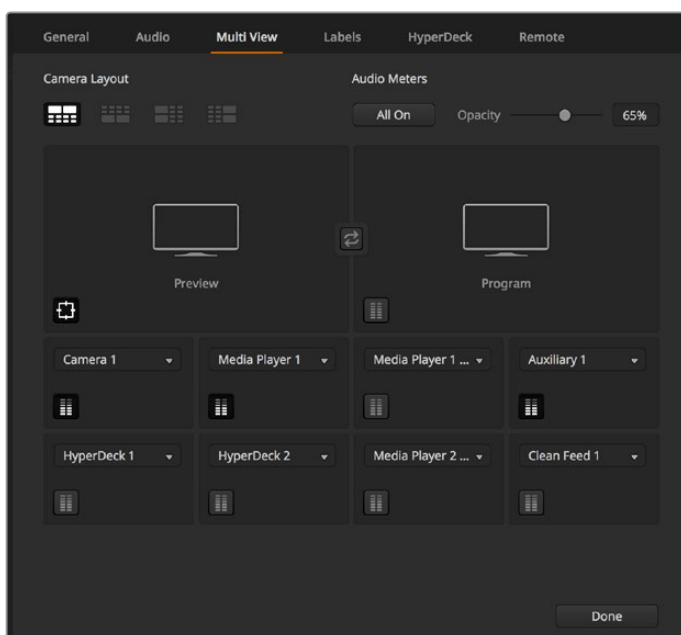 General Audio Multi View Labels HyperDeck Remote
Camera Layout Audio Meters
All On Opacity 65%
Preview Program
Camera 1 Media Player 1 Media Player 1 ... Auxiliary 1
HyperDeck 1 HyperDeck 2 Media Player 2 ... Clean Feed 1
Done